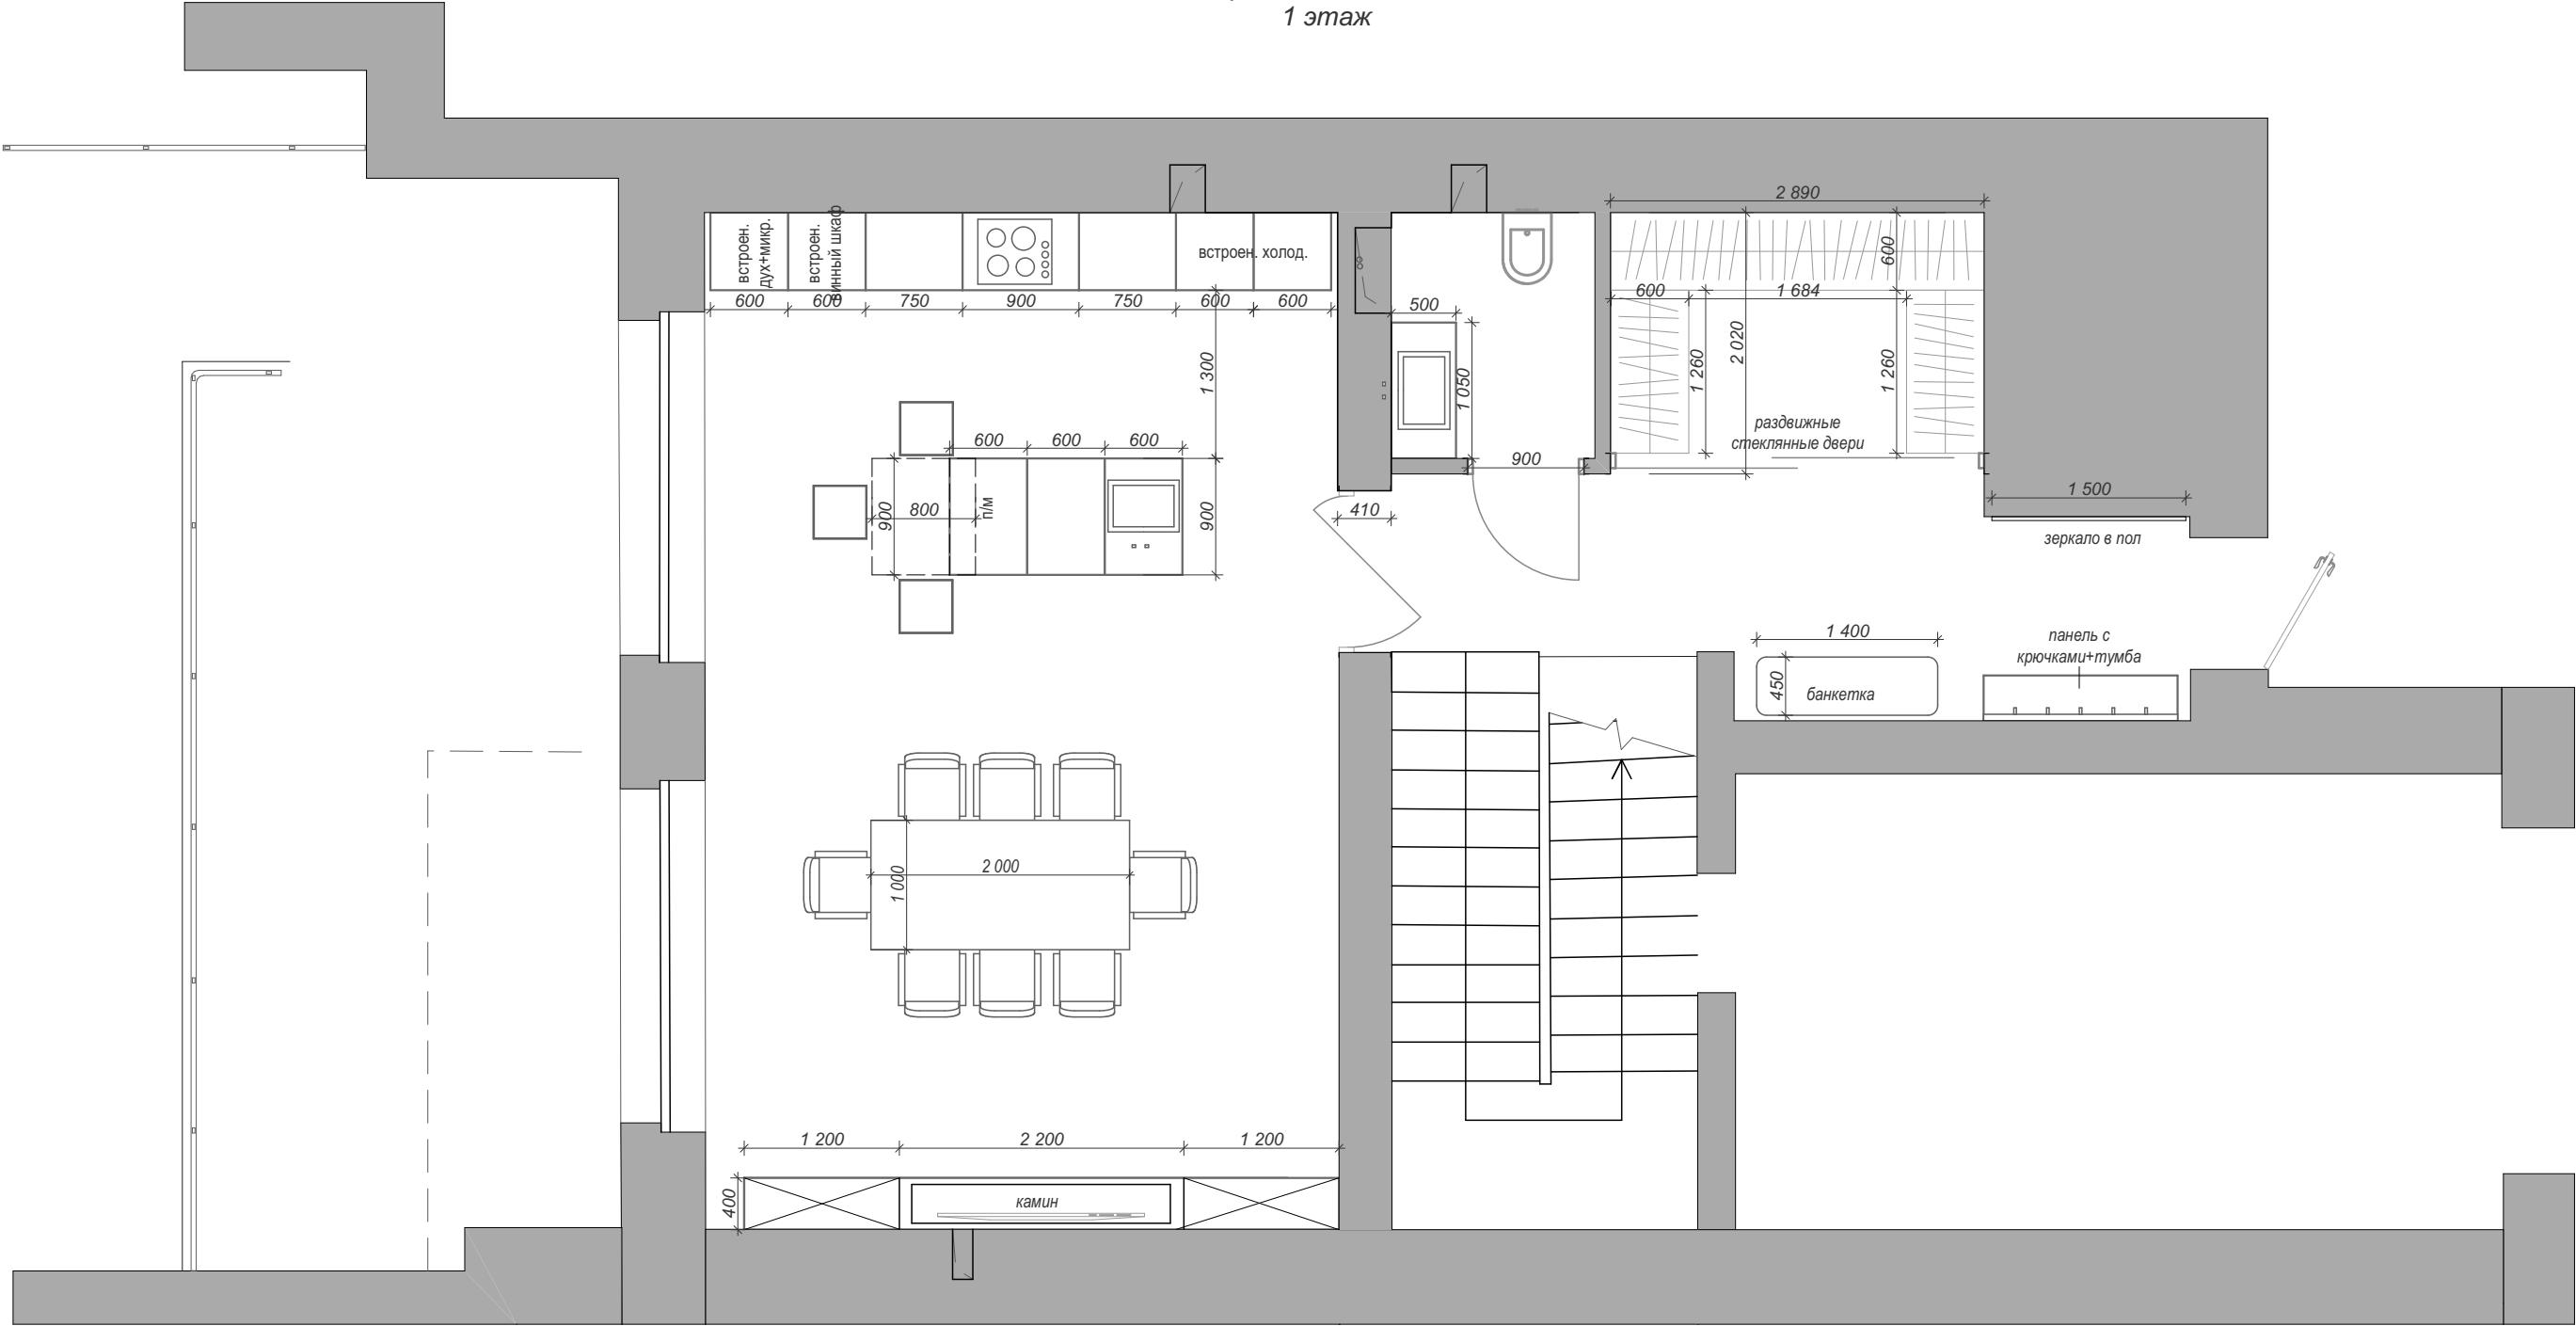 1 этаж
2 890
встроен.
дух+микр.
встроен.
винный шкаф
встроен. холод.
600
600
750
900
750
600
600
500
600
1 684
600
1 300
1 050
1 260
2 020
1 260
раздвижные
стеклянные двери
600
600
600
900
800
900
п/м
900
410
1 500
зеркало в пол
1 400
450
банкетка
панель с
крючками+тумба
2 000
1 000
1 200
2 200
1 200
400
камин